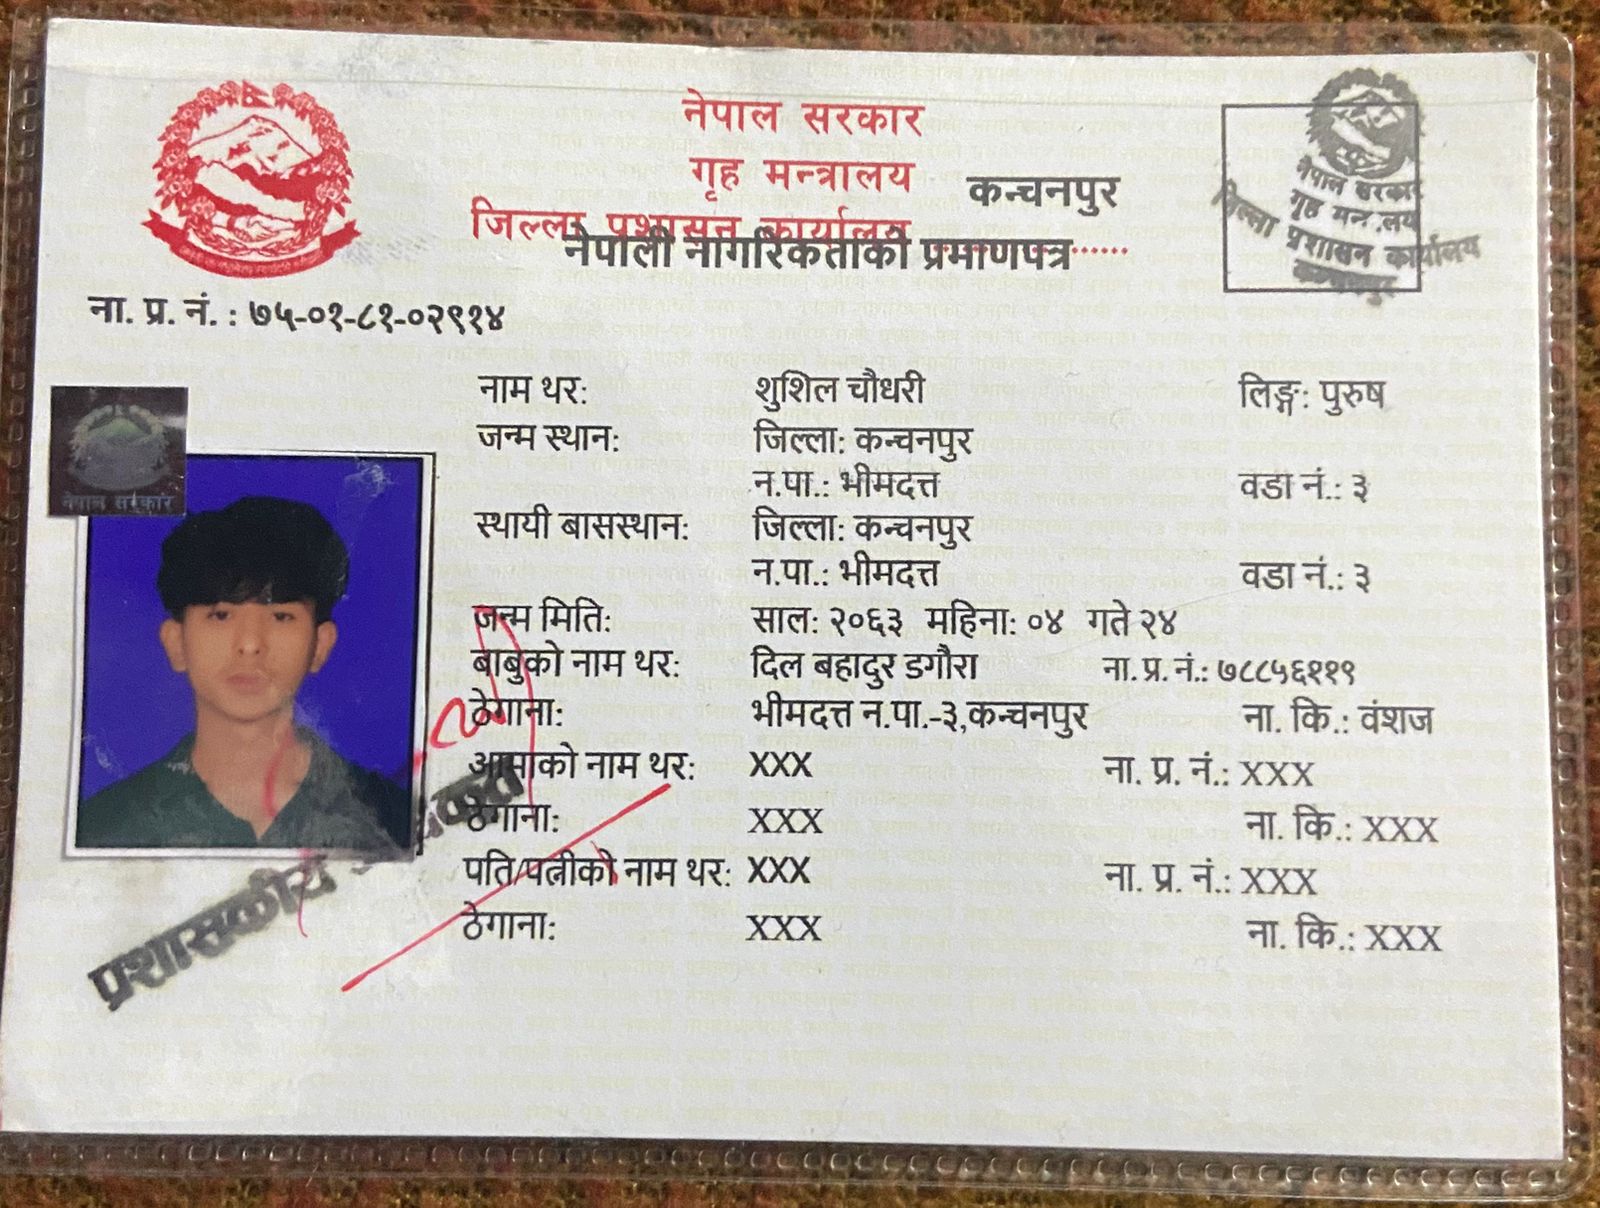 नेपाल सरकार
गृह मन्त्रालय
जिल्ला प्रशासन कार्यालय कन्चनपुर
नेपाली नागरिकताको प्रमाणपत्र
नेपाल सरकार
गृह मन्त्रालय
जिल्ला प्रशासन कार्यालय
कन्चनपुर
ना. प्र. नं. : ७५-०१-८१-०२९१४
नेपाल सरकार
नाम थर: शुशिल चौधरी लिङ्ग: पुरुष
जन्म स्थान: जिल्ला: कन्चनपुर
न.पा.: भीमदत्त वडा नं.: ३
स्थायी बासस्थान: जिल्ला: कन्चनपुर
न.पा.: भीमदत्त वडा नं.: ३
जन्म मिति: साल: २०६३ महिना: ०४ गते २४
बाबुको नाम थर: दिल बहादुर डगौरा ना. प्र. नं.: ७८८५६११९
ठेगाना: भीमदत्त न.पा.-३,कन्चनपुर ना. कि.: वंशज
आमाको नाम थर: XXX ना. प्र. नं.: XXX
ठेगाना: XXX ना. कि.: XXX
पति/पत्नीको नाम थर: XXX ना. प्र. नं.: XXX
ठेगाना: XXX ना. कि.: XXX
प्रशासकीय